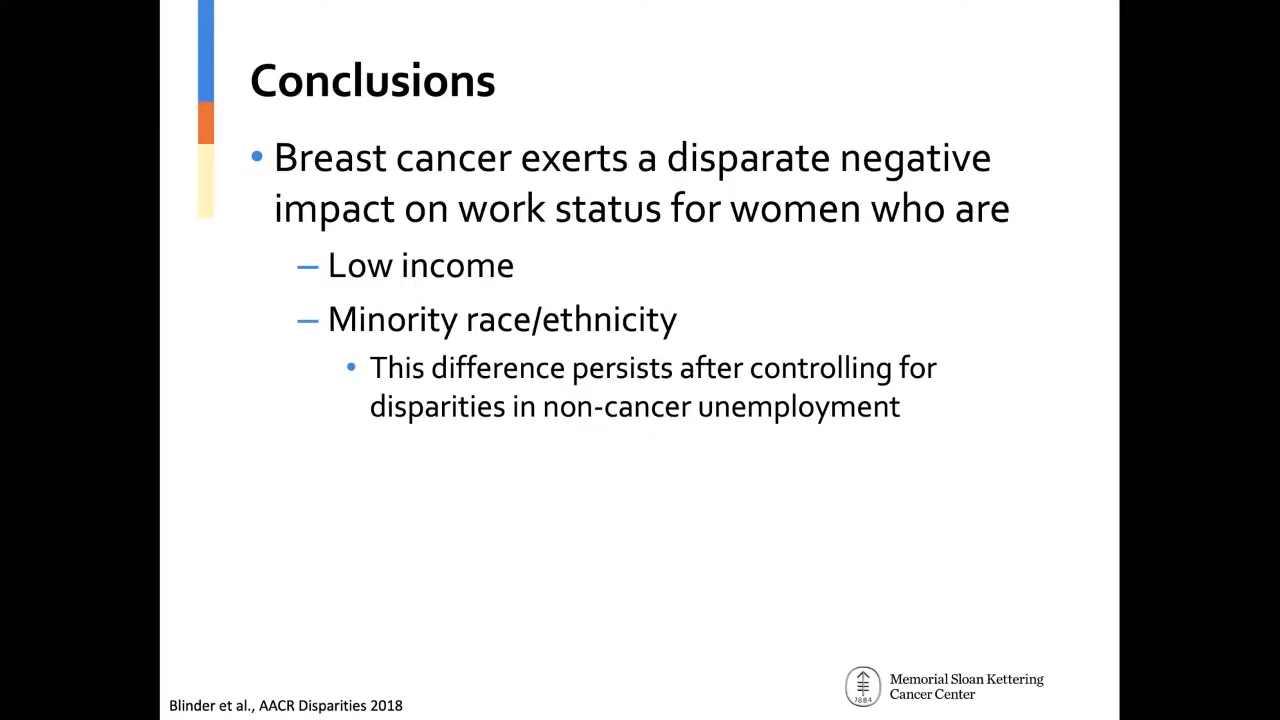 Conclusions
• Breast cancer exerts a disparate negative
impact on work status for women who are
– Low income
– Minority race/ethnicity
• This difference persists after controlling for
disparities in non-cancer unemployment
1884
Memorial Sloan Kettering
Cancer Center
Blinder et al., AACR Disparities 2018